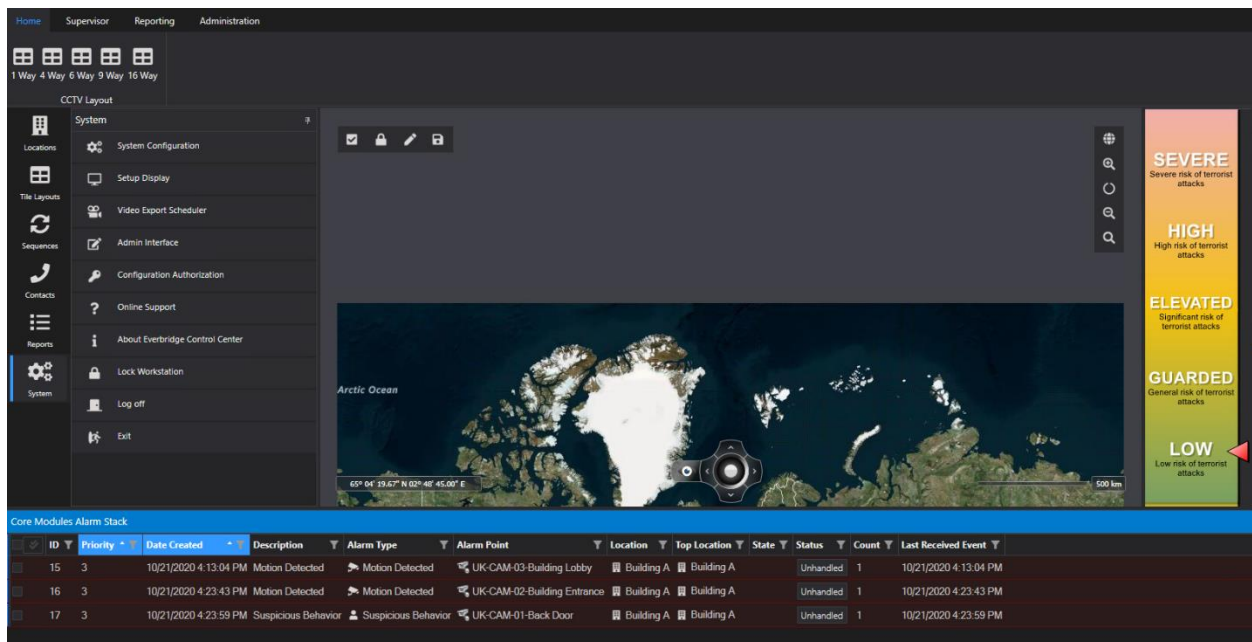 Home Supervisor Reporting Administration
1 Way 4 Way 6 Way 9 Way 16 Way
CCTV Layout
Locations
Tile Layouts
Sequences
Contacts
Reports
System
System
System Configuration
Setup Display
Video Export Scheduler
Admin Interface
Configuration Authorization
Online Support
About Everbridge Control Center
Lock Workstation
Log off
Exit
Arctic Ocean
65° 04' 19.67" N 02° 48' 45.00" E
500 km
SEVERE
Severe risk of terrorist
attacks
HIGH
High risk of terrorist
attacks
ELEVATED
Significant risk of
terrorist attacks
GUARDED
General risk of terrorist
attacks
LOW
Low risk of terrorist
attacks
Core Modules Alarm Stack
ID Priority Date Created Description Alarm Type Alarm Point Location Top Location State Status Count Last Received Event
15 3 10/21/2020 4:13:04 PM Motion Detected Motion Detected UK-CAM-03-Building Lobby Building A Building A Unhandled 1 10/21/2020 4:13:04 PM
16 3 10/21/2020 4:23:43 PM Motion Detected Motion Detected UK-CAM-02-Building Entrance Building A Building A Unhandled 1 10/21/2020 4:23:43 PM
17 3 10/21/2020 4:23:59 PM Suspicious Behavior Suspicious Behavior UK-CAM-01-Back Door Building A Building A Unhandled 1 10/21/2020 4:23:59 PM